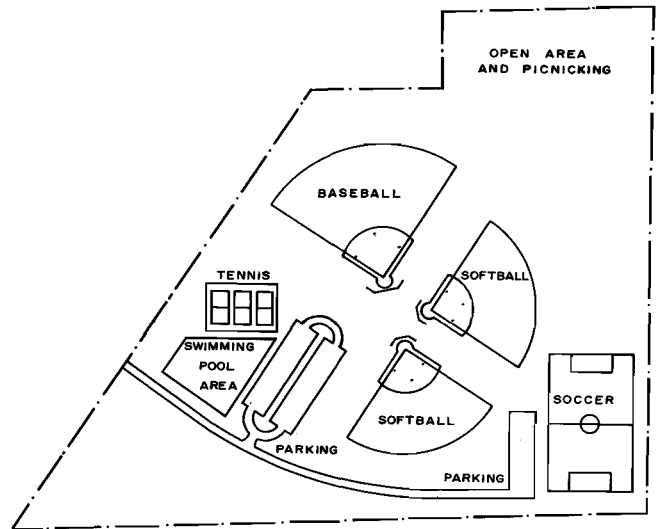 OPEN AREA
AND PICNICKING
BASEBALL
SOFTBALL
TENNIS
SWIMMING
POOL
AREA
SOCCER
SOFTBALL
PARKING
PARKING